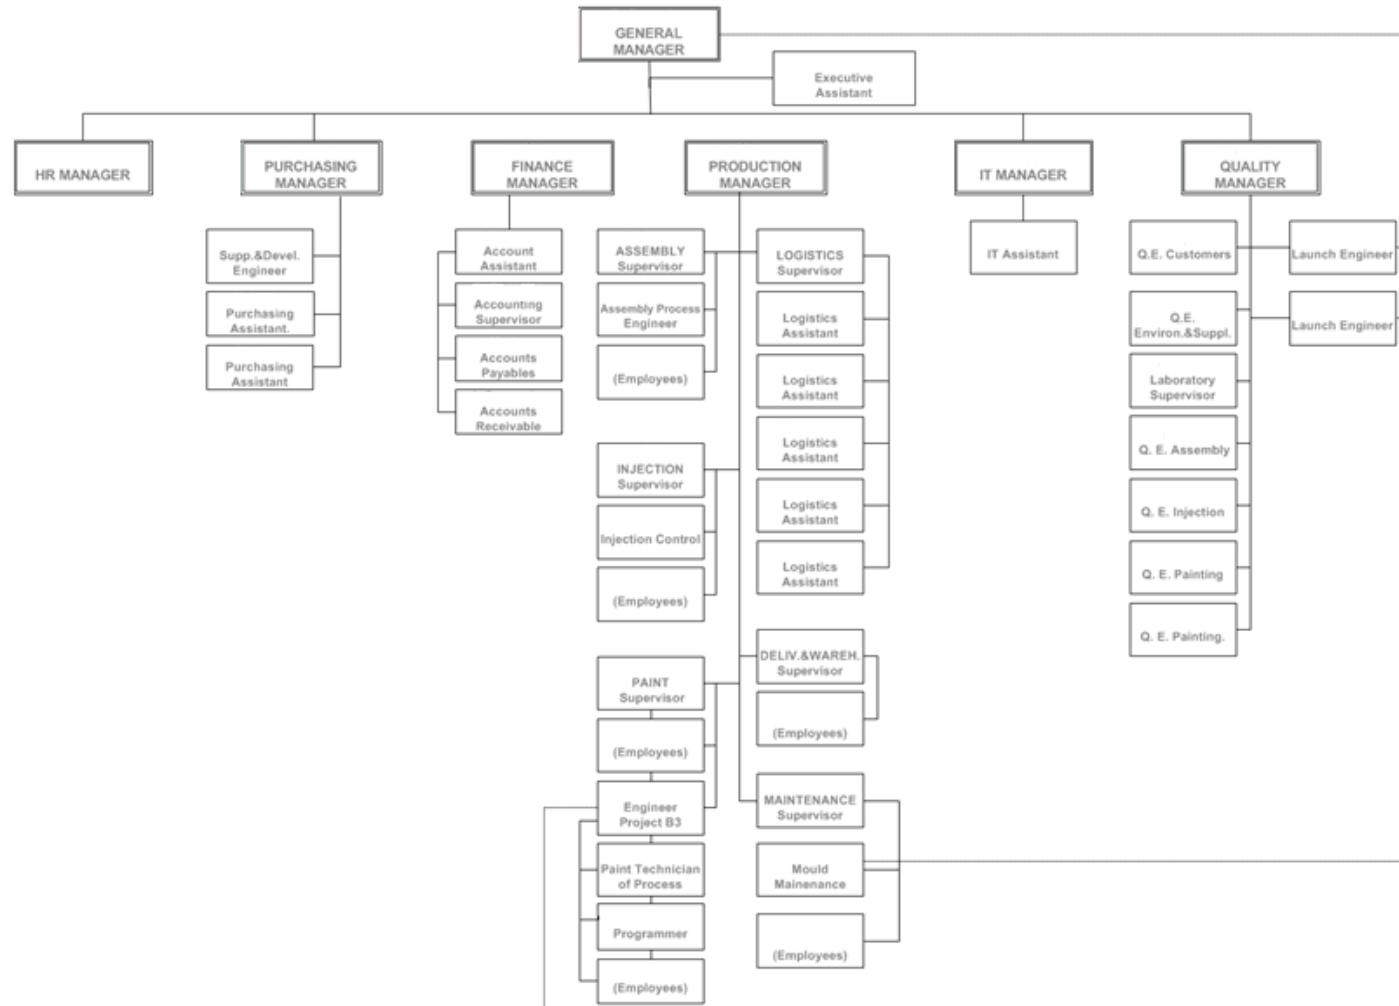 GENERAL
MANAGER
Executive
Assistant
HR MANAGER
PURCHASING
MANAGER
FINANCE
MANAGER
PRODUCTION
MANAGER
IT MANAGER
QUALITY
MANAGER
Supp.&Devel.
Engineer
Purchasing
Assistant.
Purchasing
Assistant
Account
Assistant
Accounting
Supervisor
Accounts
Payables
Accounts
Receivable
ASSEMBLY
Supervisor
Assembly Process
Engineer
(Employees)
INJECTION
Supervisor
Injection Control
(Employees)
PAINT
Supervisor
(Employees)
Engineer
Project B3
Paint Technician
of Process
Programmer
(Employees)
LOGISTICS
Supervisor
Logistics
Assistant
Logistics
Assistant
Logistics
Assistant
Logistics
Assistant
Logistics
Assistant
DELIV.&WAREH.
Supervisor
(Employees)
MAINTENANCE
Supervisor
Mould
Mainenance
(Employees)
IT Assistant
Q.E. Customers
Q.E.
Environ.&Suppl.
Laboratory
Supervisor
Q. E. Assembly
Q. E. Injection
Q. E. Painting
Q. E. Painting.
Launch Engineer
Launch Engineer